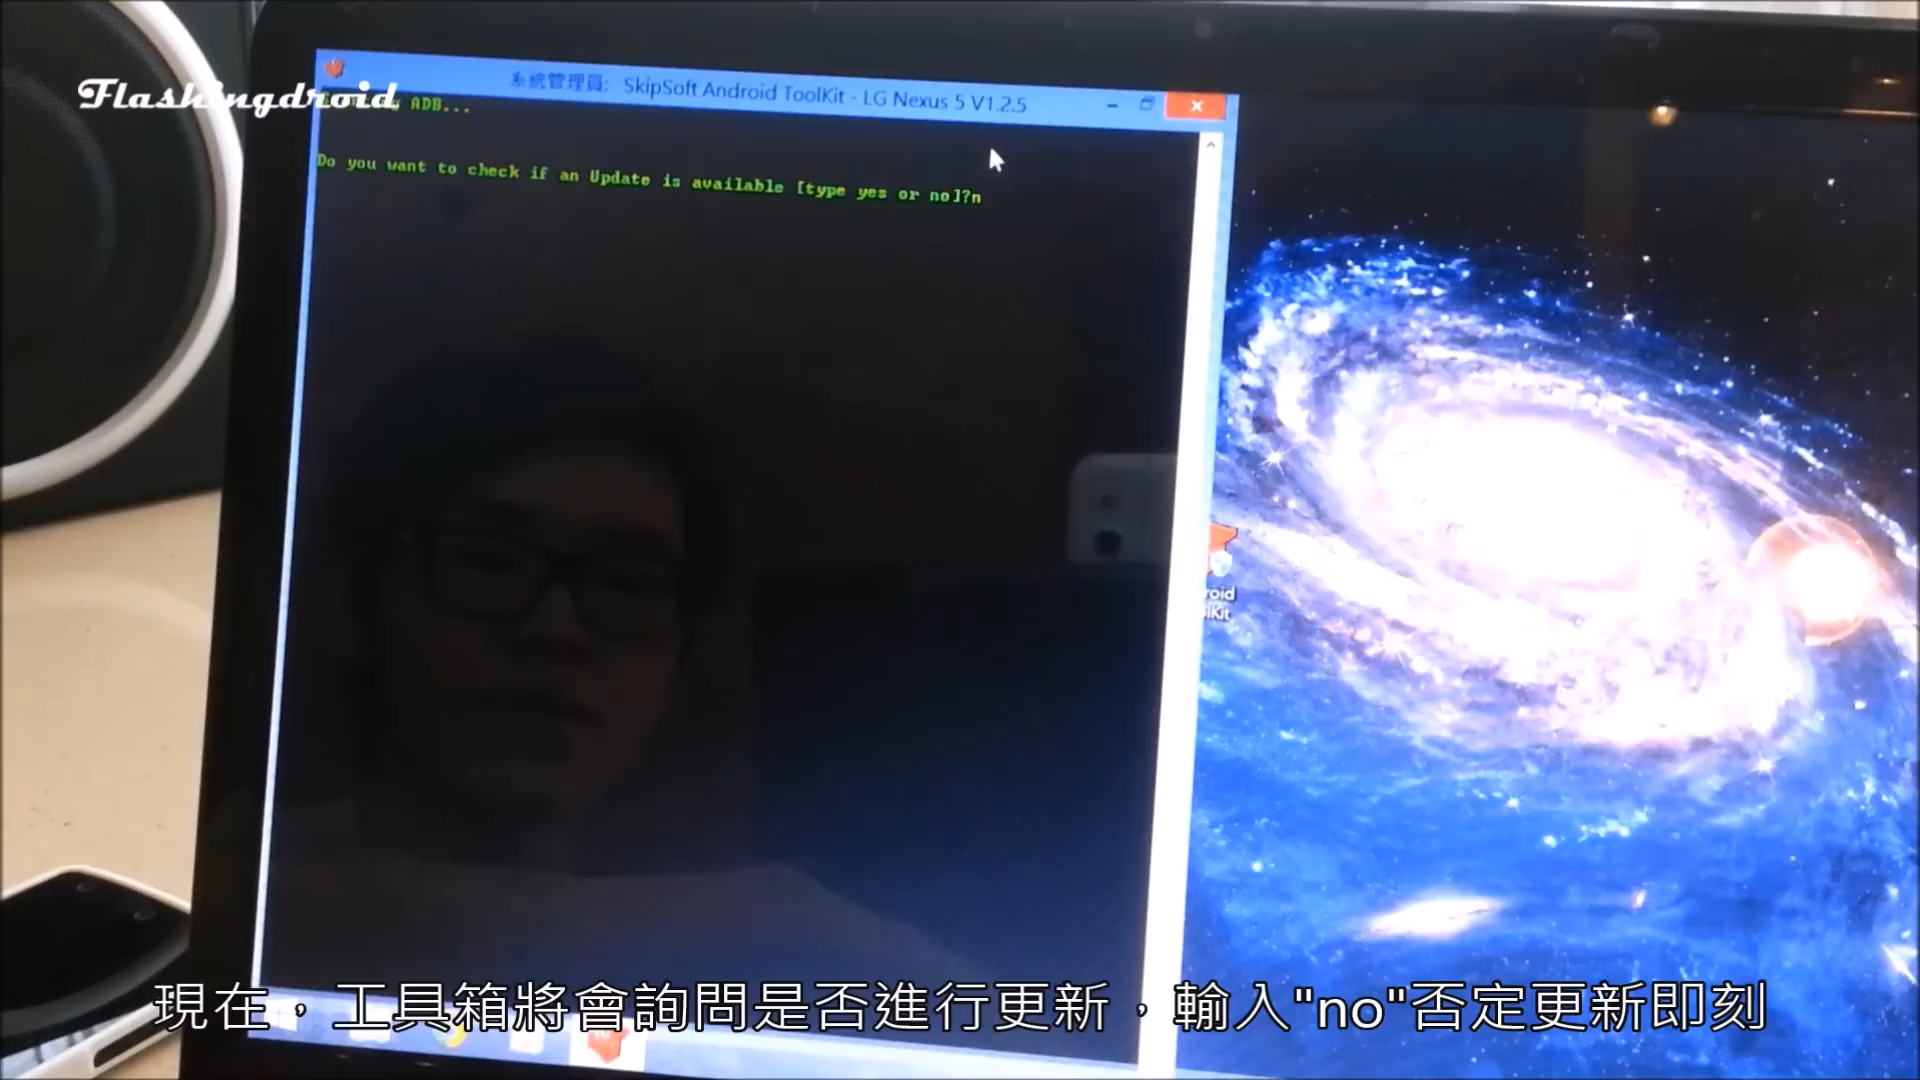 Flashingdroid
系統管理員: SkipSoft Android ToolKit - LG Nexus 5 V1.2.5
ADB...
Do you want to check if an Update is available [type yes or no]?n
roid
lKit
現在，工具箱將會詢問是否進行更新，輸入"no"否定更新即刻